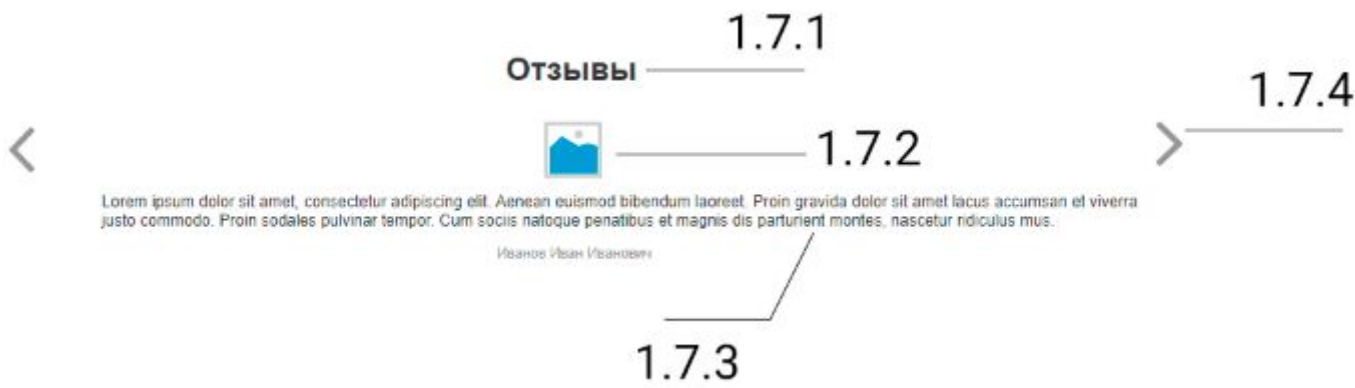 1.7.1
Отзывы
1.7.4
1.7.2
Lorem ipsum dolor sit amet, consectetur adipiscing elit. Aenean euismod bibendum laoreet. Proin gravida dolor sit amet lacus accumsan et viverra
justo commodo. Proin sodales pulvinar tempor. Cum sociis natoque penatibus et magnis dis parturient montes, nascetur ridiculus mus.
Иванов Иван Иванович
1.7.3